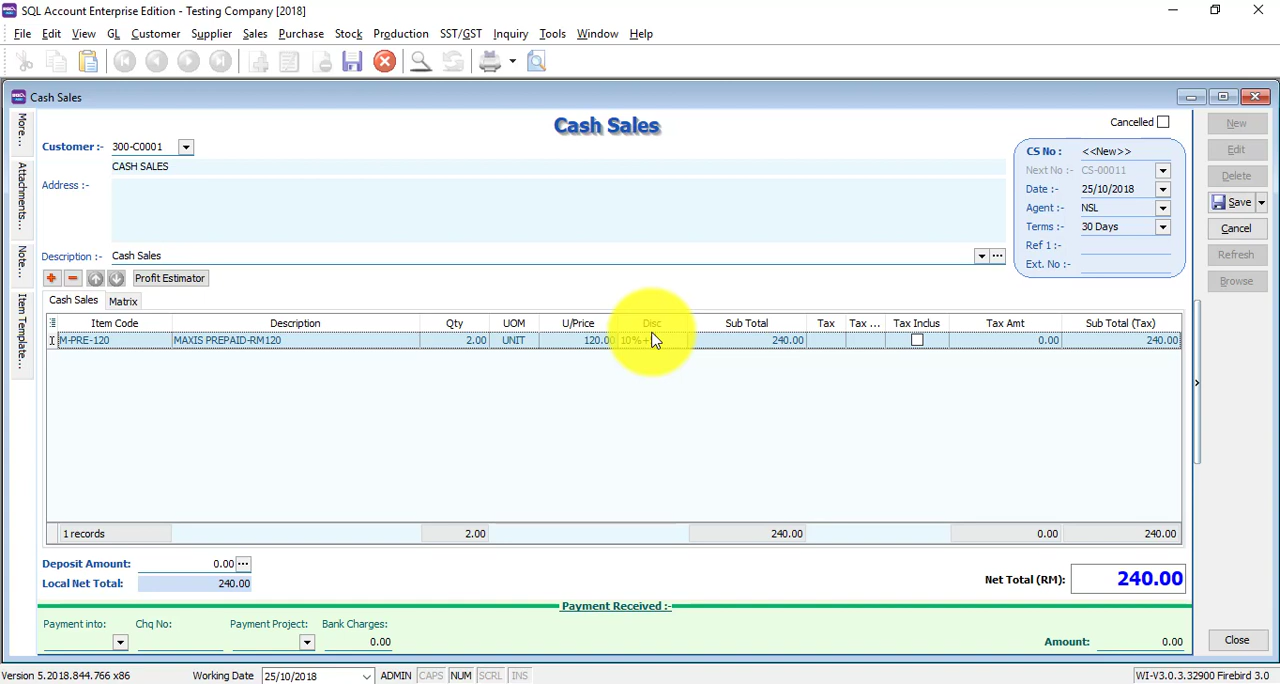 SQL Account Enterprise Edition - Testing Company [2018]
File Edit View GL Customer Supplier Sales Purchase Stock Production SST/GST Inquiry Tools Window Help
Cash Sales
More...
Attachments...
Note...
Item Template...
Cash Sales
Cancelled
Customer :- 300-C0001
CASH SALES
Address :-
Description :- Cash Sales
CS No : <<New>>
Next No :- CS-00011
Date :- 25/10/2018
Agent :- NSL
Terms :- 30 Days
Ref 1 :-
Ext. No :-
New
Edit
Delete
Save
Cancel
Refresh
Browse
Profit Estimator
Cash Sales Matrix
Item Code Description Qty UOM U/Price Disc Sub Total Tax Tax ... Tax Inclus Tax Amt Sub Total (Tax)
M-PRE-120 MAXIS PREPAID-RM120 2.00 UNIT 120.00 10%+ 240.00 0.00 240.00
1 records 2.00 240.00 0.00 240.00
Deposit Amount: 0.00
Local Net Total: 240.00
Net Total (RM): 240.00
Payment Received :-
Payment into: Chq No: Payment Project: Bank Charges:
0.00
Amount: 0.00
Close
Version 5.2018.844.766 x86 Working Date 25/10/2018 ADMIN CAPS NUM SCRL INS WI-V3.0.3.32900 Firebird 3.0